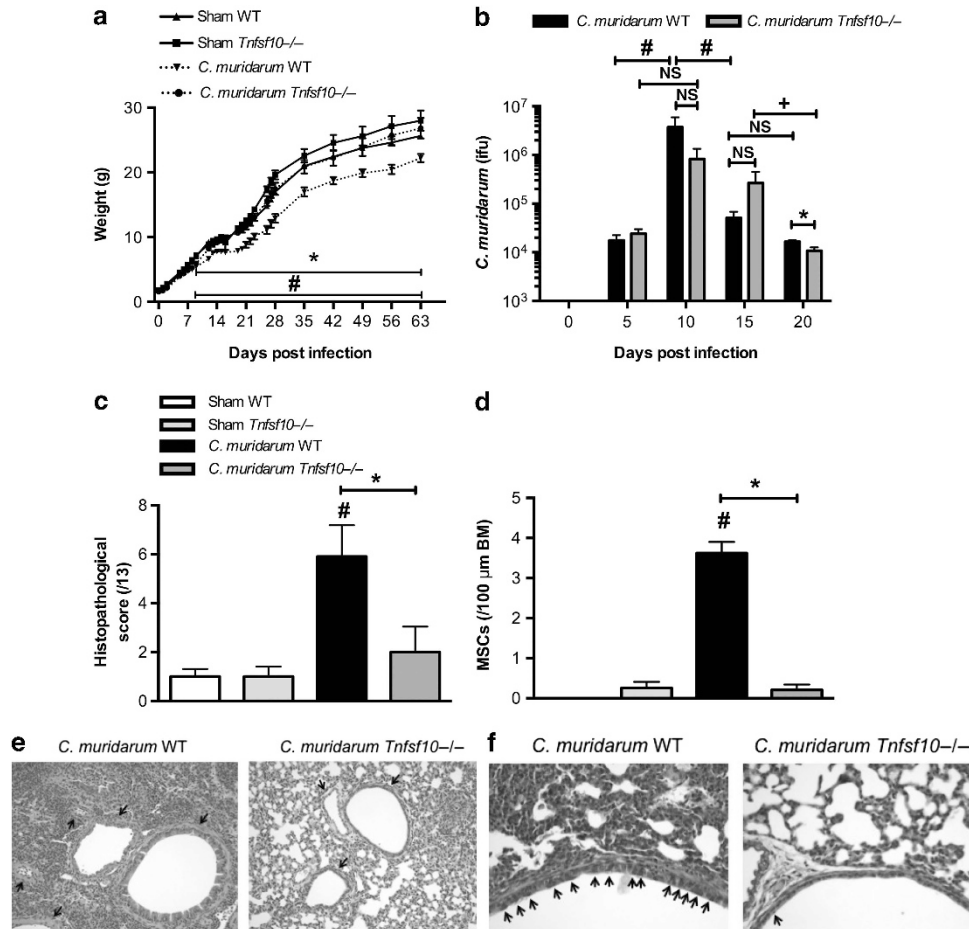 a
Sham WT
Sham Tnfsf10–/–
C. muridarum WT
C. muridarum Tnfsf10–/–
30
20
10
0
Weight (g)
*
#
0 7 14 21 28 35 42 49 56 63
Days post infection
b
C. muridarum WT
C. muridarum Tnfsf10–/–
# #
NS
NS +
NS
NS
*
10⁷
10⁶
10⁵
10⁴
10³
C. muridarum (ifu)
0 5 10 15 20
Days post infection
c
Sham WT
Sham Tnfsf10–/–
C. muridarum WT
C. muridarum Tnfsf10–/–
*
#
8
6
4
2
0
Histopathological
score (/13)
d
*
#
5
4
3
2
1
0
MSCs (/100 μm BM)
e
C. muridarum WT
C. muridarum Tnfsf10–/–
f
C. muridarum WT
C. muridarum Tnfsf10–/–